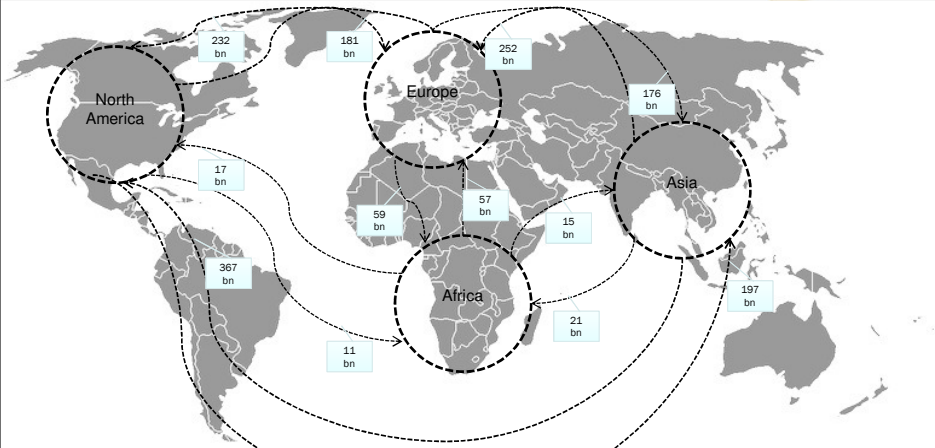 232
bn
181
bn
252
bn
176
bn
North
America
Europe
17
bn
Asia
59
bn
57
bn
15
bn
367
bn
Africa
197
bn
21
bn
11
bn